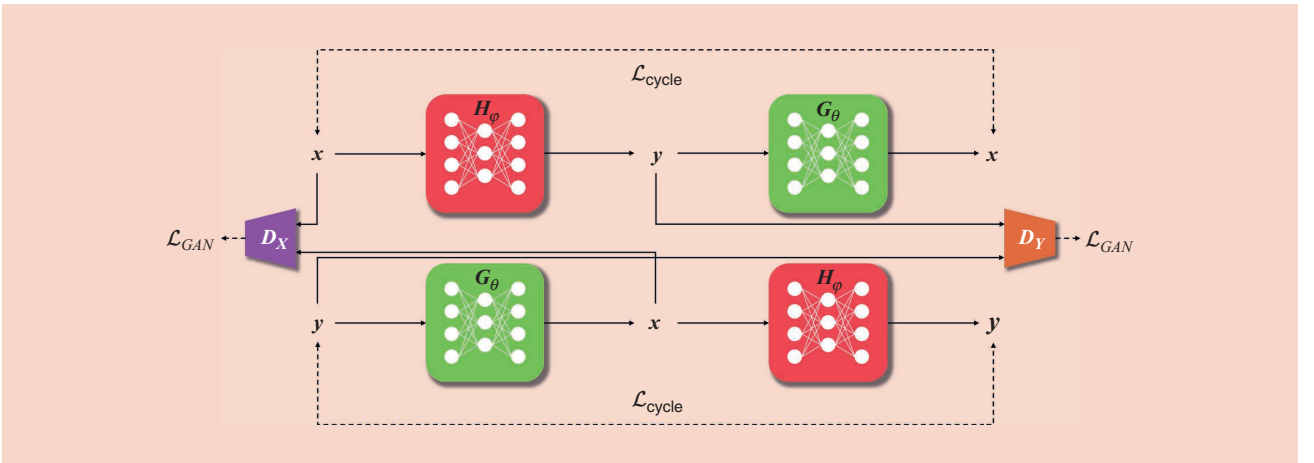 ℒcycle
Hφ Gθ
x y x
ℒGAN DX DY ℒGAN
Gθ Hφ
y x y
ℒcycle